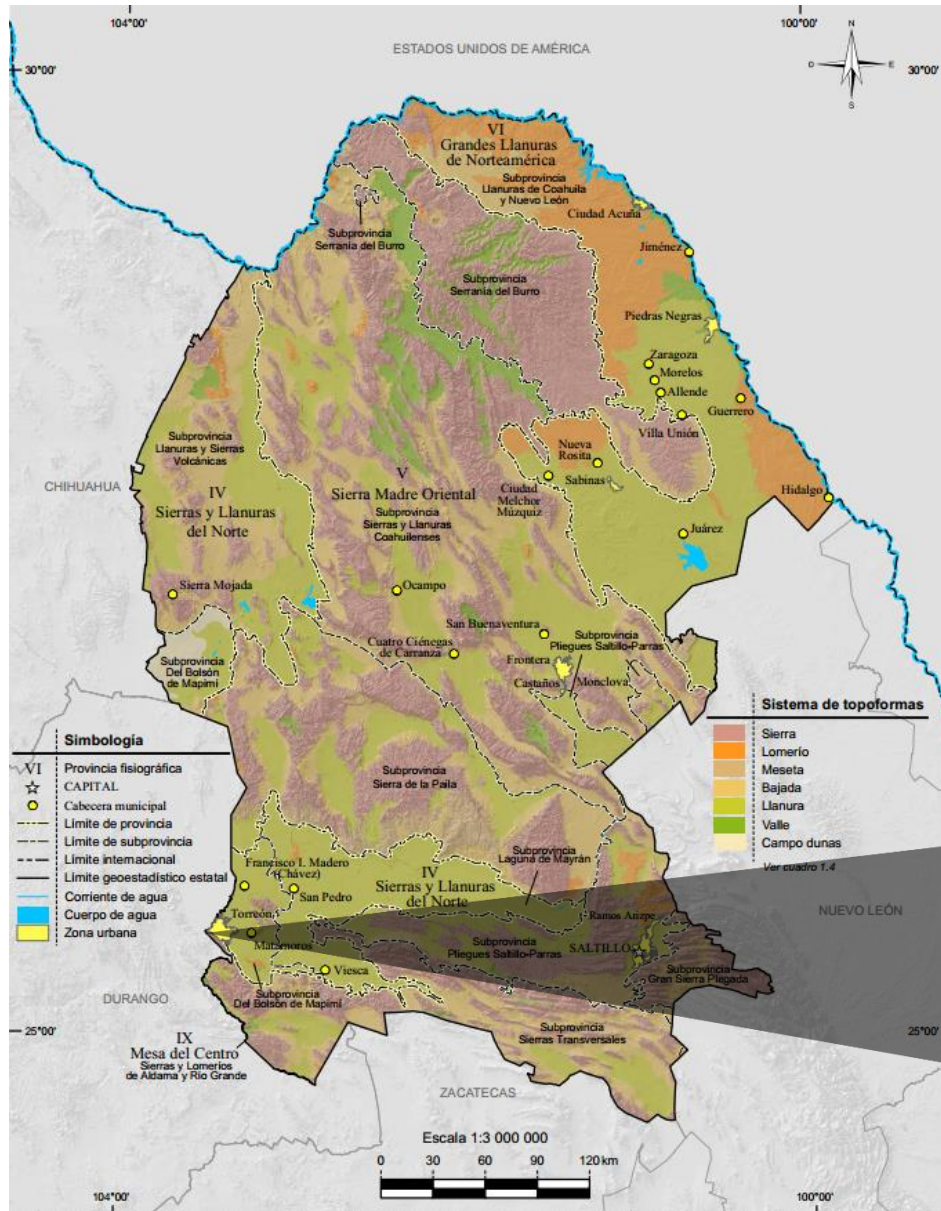 104°00'
100°00'
ESTADOS UNIDOS DE AMÉRICA
N
O
E
S
30°00'
30°00'
VI
Grandes Llanuras
de Norteamérica
Subprovincia
Llanuras de Coahuila
y Nuevo León
Ciudad Acuña
Jiménez
Subprovincia
Serranía del Burro
Subprovincia
Serranía del Burro
Piedras Negras
Zaragoza
Morelos
Allende
Guerrero
Villa Unión
Subprovincia
Llanuras y Sierras
Volcánicas
IV
Sierras y Llanuras
del Norte
CHIHUAHUA
V
Sierra Madre Oriental
Subprovincia
Sierras y Llanuras
Coahuilenses
Nueva
Rosita
Sabinas
Ciudad
Melchor
Múzquiz
Hidalgo
Juárez
Sierra Mojada
Ocampo
San Buenaventura
Cuatro Ciénegas
de Carranza
Subprovincia
Pliegues Saltillo-Parras
Frontera
Castaños
Monclova
Subprovincia
Del Bolsón
de Mapimí
Simbología
VI Provincia fisiográfica
CAPITAL
Cabecera municipal
Límite de provincia
Límite de subprovincia
Límite internacional
Límite geoestadístico estatal
Corriente de agua
Cuerpo de agua
Zona urbana
Sistema de topoformas
Sierra
Lomerío
Meseta
Bajada
Llanura
Valle
Campo dunas
Ver cuadro 1.4
Subprovincia
Sierra de la Paila
Subprovincia
Laguna de Mayrán
Francisco I. Madero
(Chávez)
San Pedro
IV
Sierras y Llanuras
del Norte
Torreón
Matamoros
Ramos Arizpe
SALTILLO
NUEVO LEÓN
Subprovincia
Pliegues Saltillo-Parras
Subprovincia
Gran Sierra Plegada
Viesca
Subprovincia
Del Bolsón de Mapimí
DURANGO
Subprovincia
Sierras Transversales
25°00'
25°00'
IX
Mesa del Centro
Sierras y Lomeríos
de Aldama y Río Grande
ZACATECAS
Escala 1:3 000 000
0 30 60 90 120 km
104°00'
100°00'